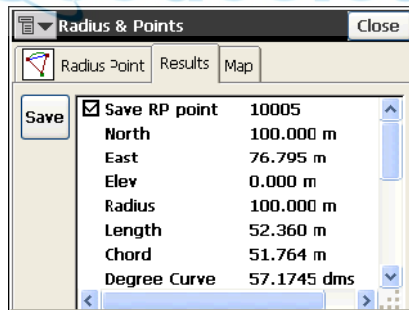 Radius & Points Close
Radius Point Results Map
Save
Save RP point 10005
North 100.000 m
East 76.795 m
Elev 0.000 m
Radius 100.000 m
Length 52.360 m
Chord 51.764 m
Degree Curve 57.1745 dms